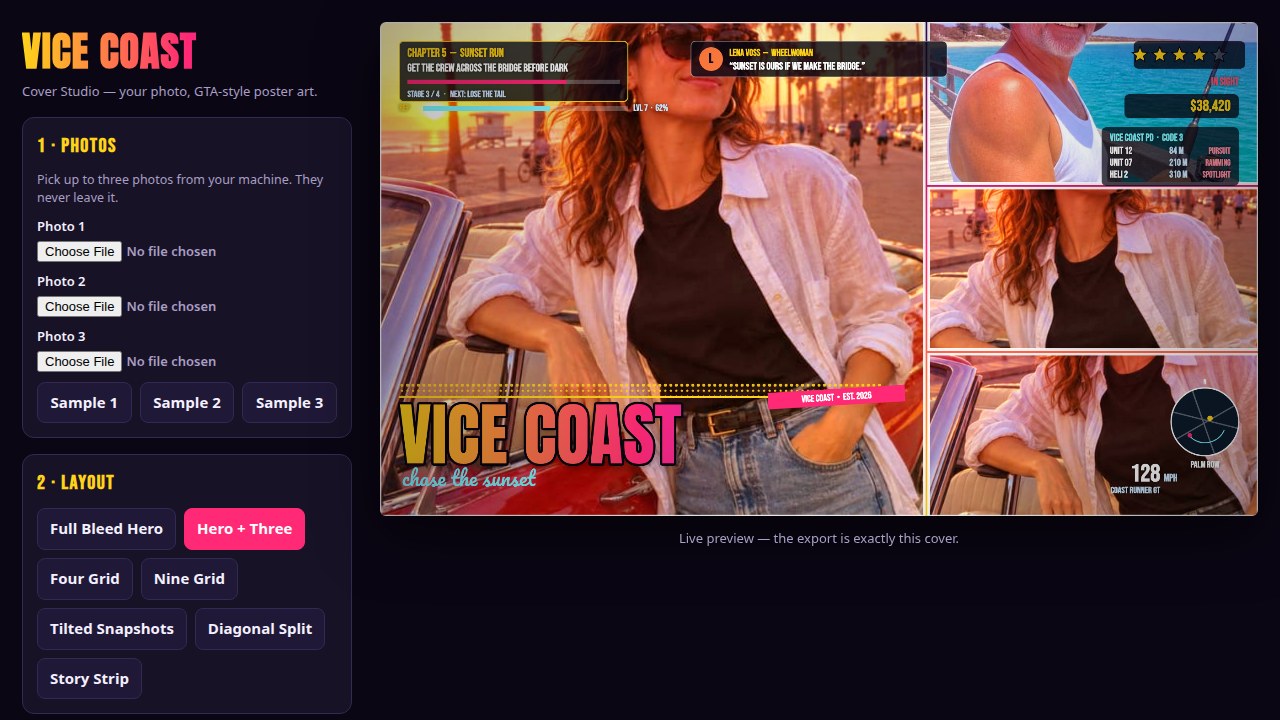 VICE COAST
Cover Studio — your photo, GTA-style poster art.
1 · PHOTOS
Pick up to three photos from your machine. They
never leave it.
Photo 1
Choose File No file chosen
Photo 2
Choose File No file chosen
Photo 3
Choose File No file chosen
Sample 1 Sample 2 Sample 3
2 · LAYOUT
Full Bleed Hero Hero + Three
Four Grid Nine Grid
Tilted Snapshots Diagonal Split
Story Strip
CHAPTER 5 — SUNSET RUN
GET THE CREW ACROSS THE BRIDGE BEFORE DARK
STAGE 3 / 4 · NEXT: LOSE THE TAIL
LVL 7 · 62%
L
LENA VOSS — WHEELWOMAN
“SUNSET IS OURS IF WE MAKE THE BRIDGE.”
$38,420
VICE COAST PD · CODE 3
UNIT 12 84 M PURSUIT
UNIT 07 210 M RAMMING
HELI 2 310 M SPOTLIGHT
VICE COAST • EST. 2026
VICE COAST
chase the sunset
PALM ROW
128 MPH
COAST RUNNER GT
Live preview — the export is exactly this cover.